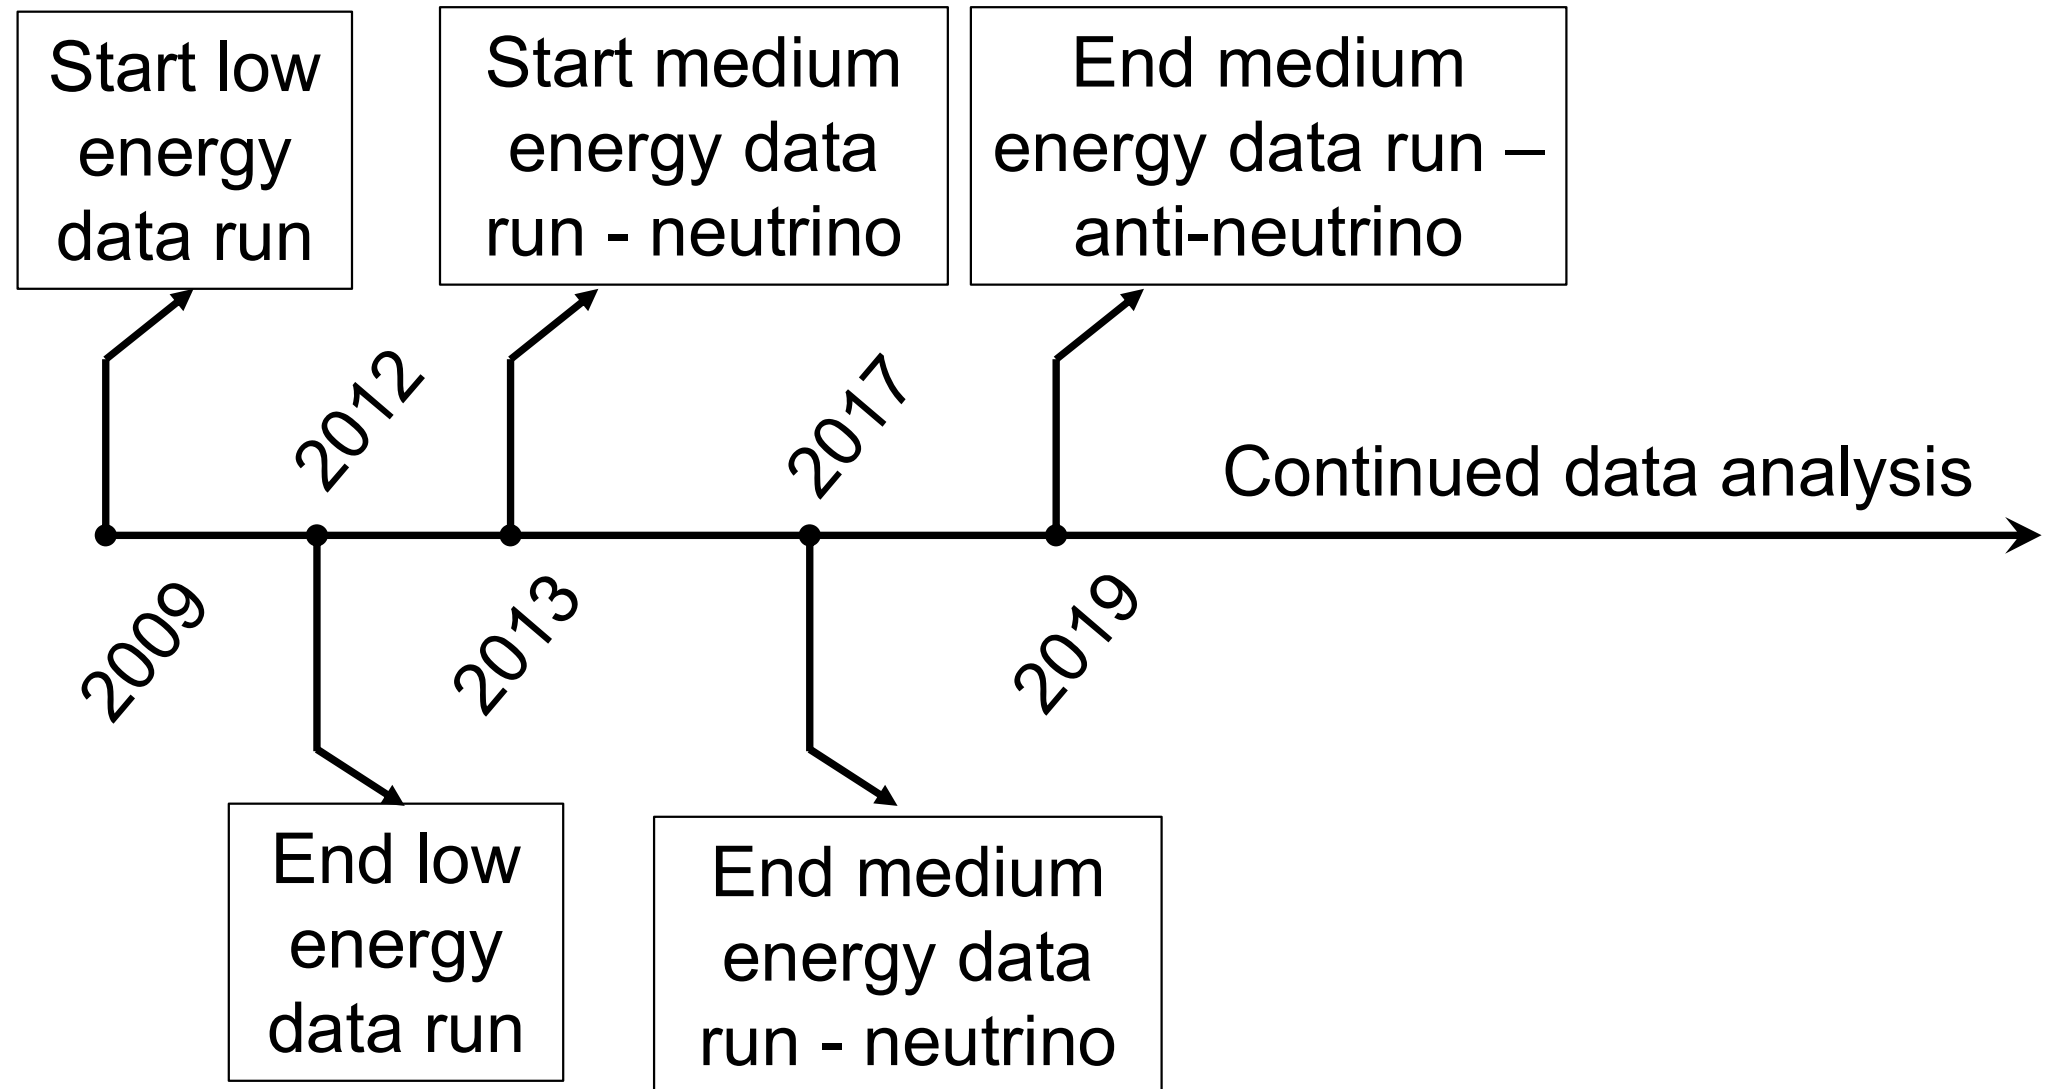 Start low
energy
data run
Start medium
energy data
run - neutrino
End medium
energy data run –
anti-neutrino
2012
2017
Continued data analysis
2009
2013
2019
End low
energy
data run
End medium
energy data
run - neutrino